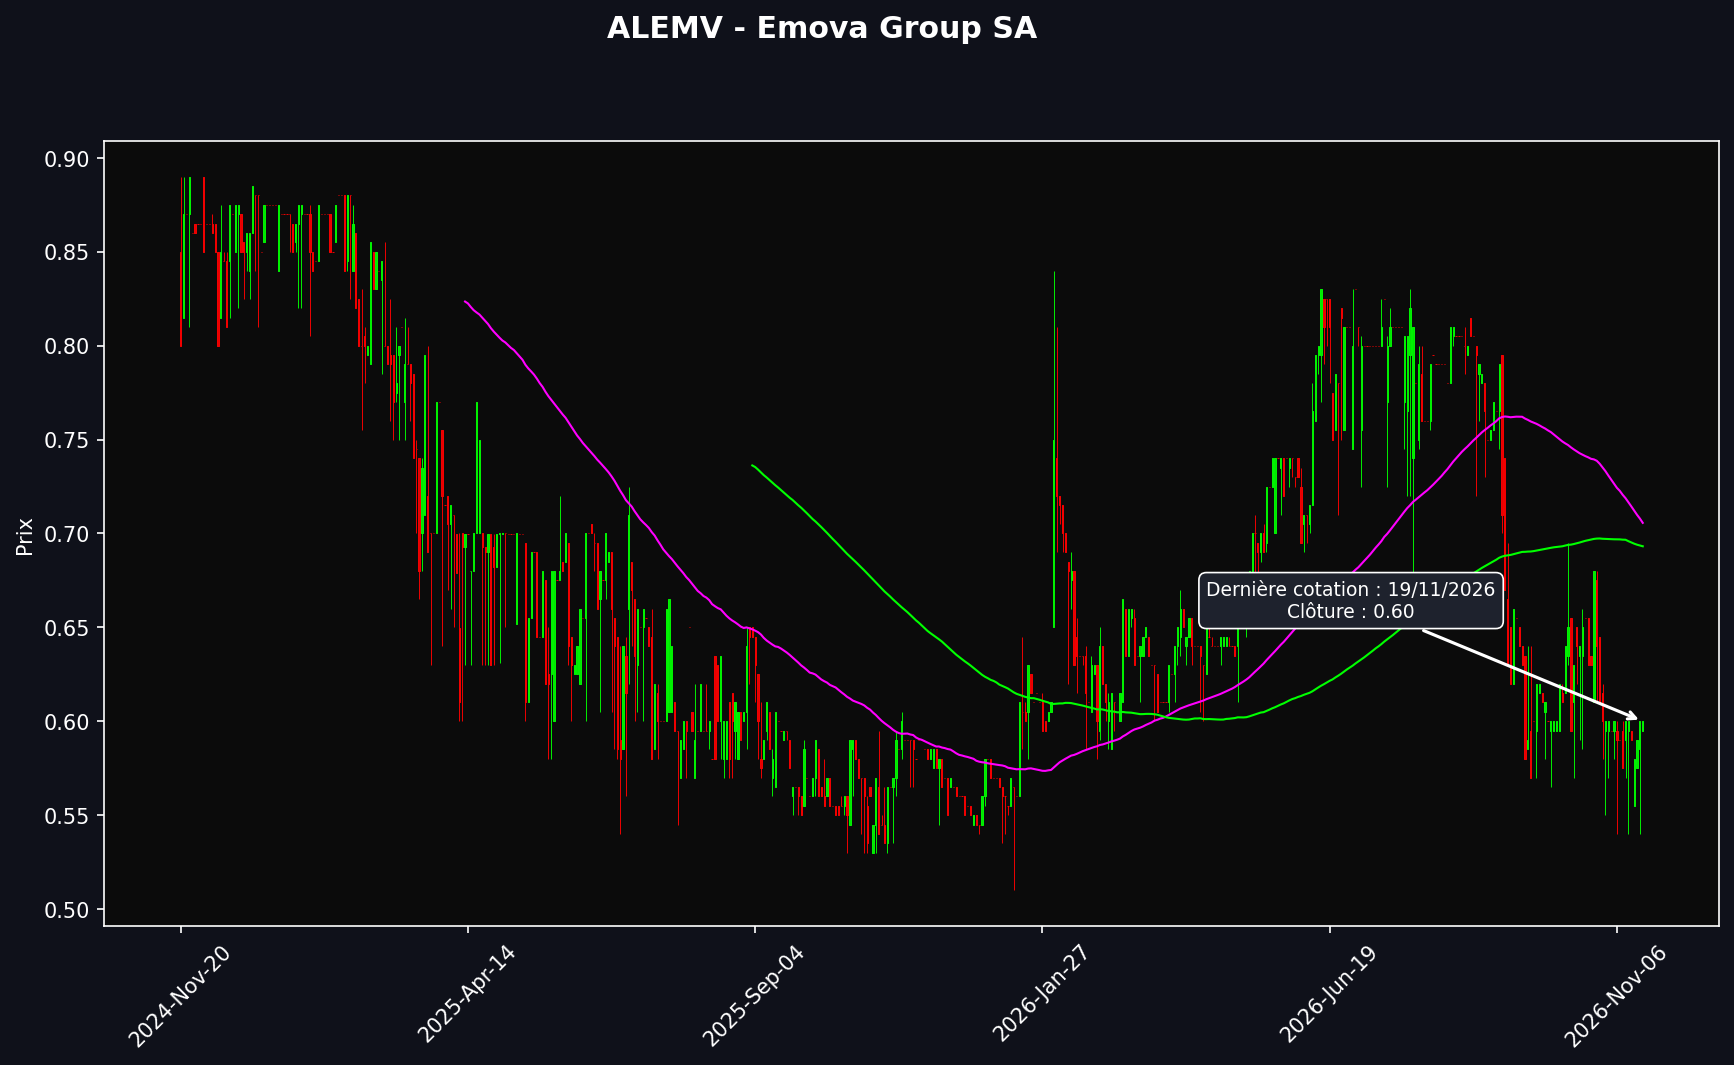 ALEMV - Emova Group SA
Prix
0.90
0.85
0.80
0.75
0.70
0.65
0.60
0.55
0.50
Dernière cotation : 19/11/2026
Clôture : 0.60
2024-Nov-20
2025-Apr-14
2025-Sep-04
2026-Jan-27
2026-Jun-19
2026-Nov-06